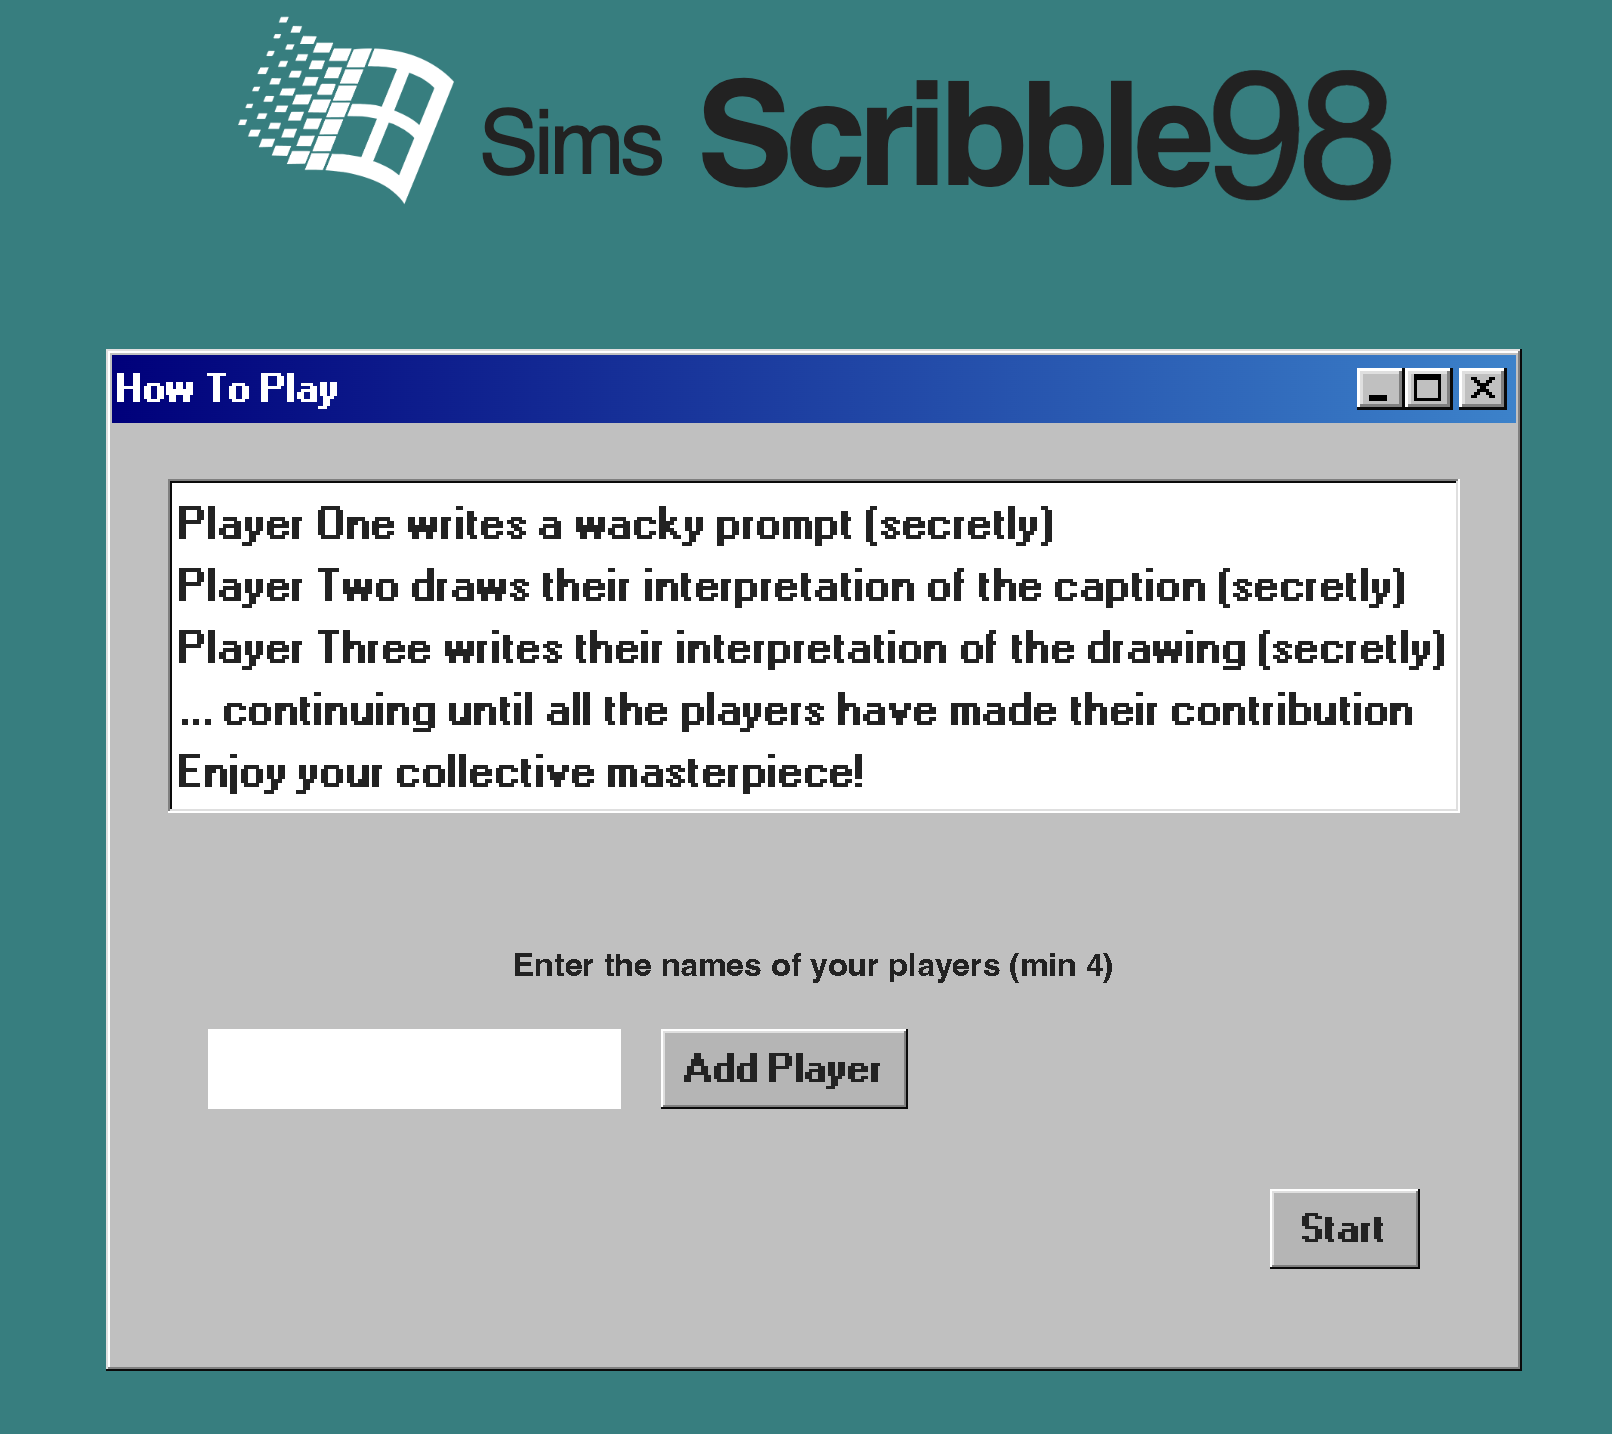 Sims Scribble98
How To Play
Player One writes a wacky prompt (secretly)
Player Two draws their interpretation of the caption (secretly)
Player Three writes their interpretation of the drawing (secretly)
... continuing until all the players have made their contribution
Enjoy your collective masterpiece!
Enter the names of your players (min 4)
Add Player
Start